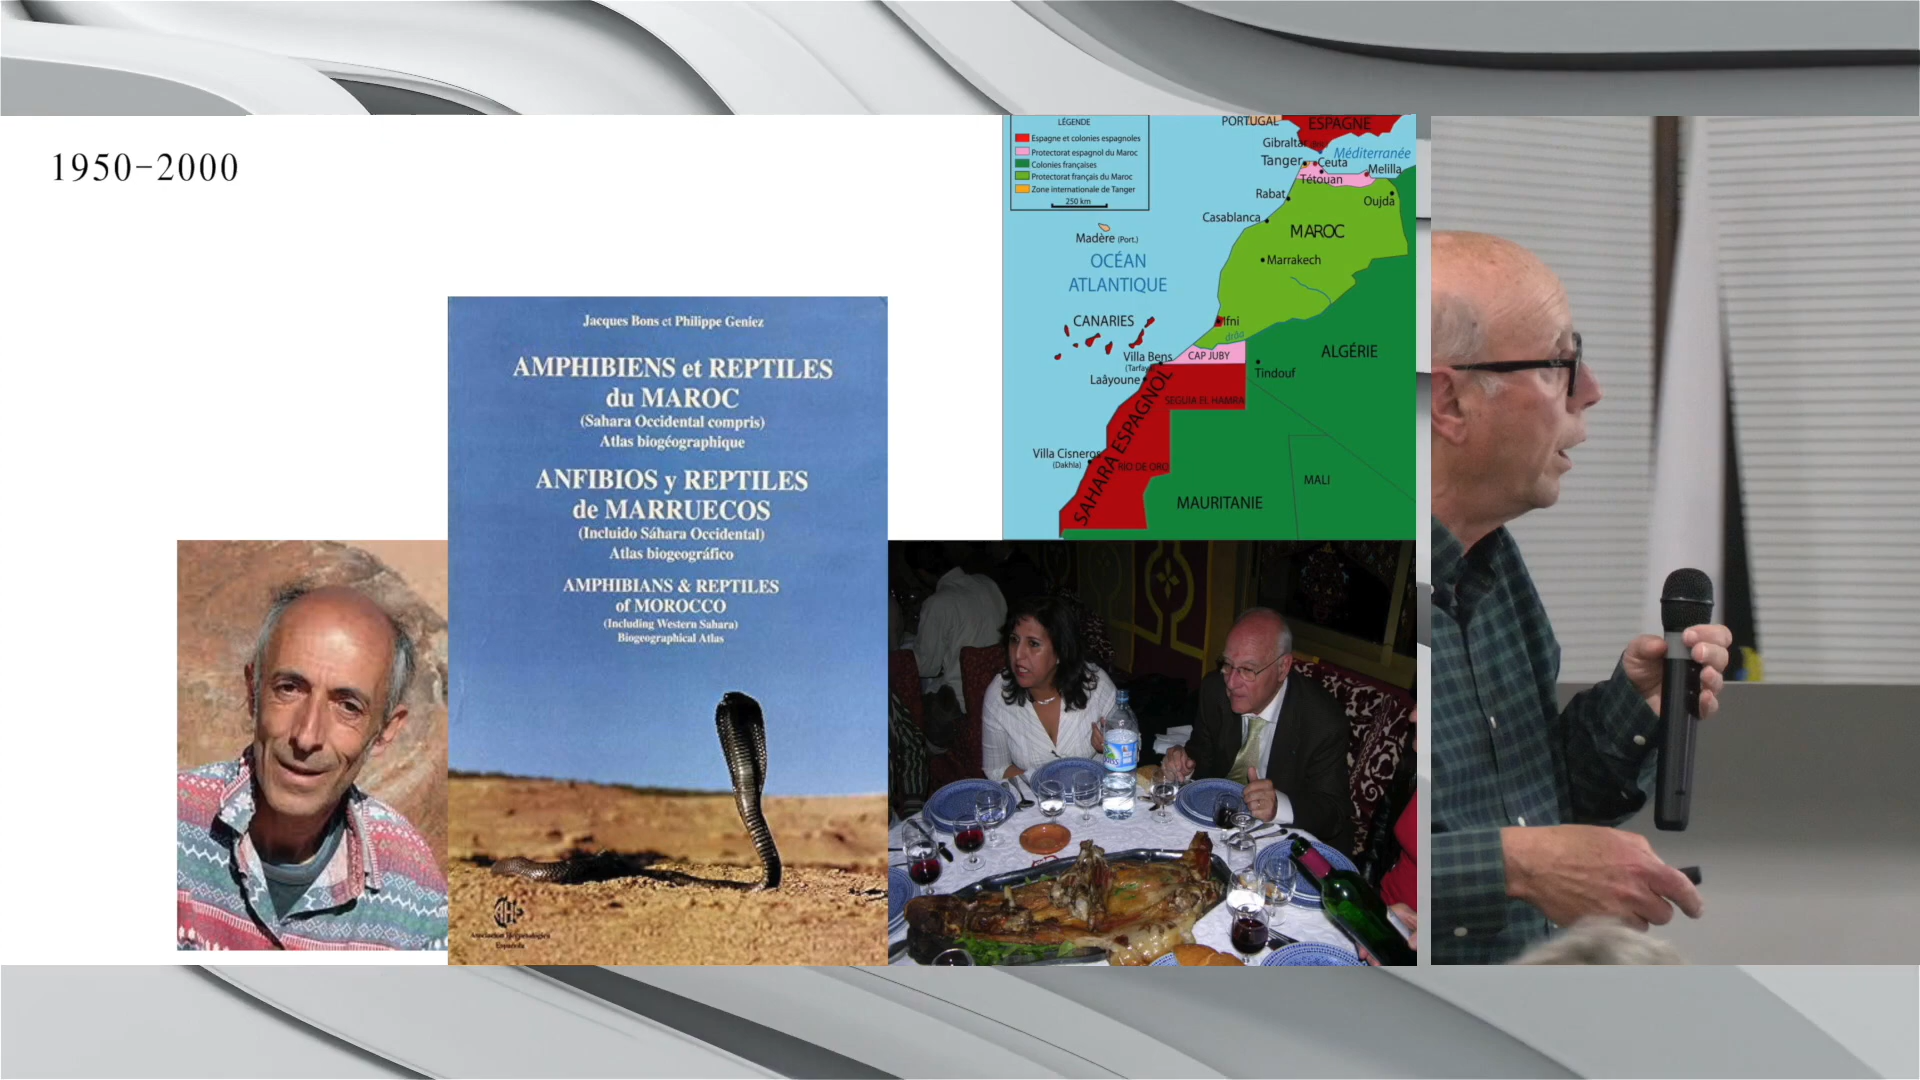 1950-2000
Jacques Bons et Philippe Geniez
AMPHIBIENS et REPTILES
du MAROC
(Sahara Occidental compris)
Atlas biogéographique
ANFIBIOS y REPTILES
de MARRUECOS
(Incluido Sáhara Occidental)
Atlas biogeográfico
AMPHIBIANS & REPTILES
of MOROCCO
(Including Western Sahara)
Biogeographical Atlas
Asociación Herpetológica
Española
LÉGENDE
Espagne et colonies espagnoles
Protectorat espagnol du Maroc
Colonies françaises
Protectorat français du Maroc
Zone internationale de Tanger
250 km
PORTUGAL
ESPAGNE
Gibraltar
Méditerranée
Tanger
Ceuta
Melilla
Tétouan
Rabat
Oujda
Casablanca
MAROC
Madère (Port.)
Marrakech
OCÉAN
ATLANTIQUE
CANARIES
Ifni
drâa
Villa Bens
(Tarfaya)
CAP JUBY
ALGÉRIE
Laâyoune
Tindouf
SEGUIA EL HAMRA
SAHARA ESPAGNOL
Villa Cisneros
(Dakhla)
RIO DE ORO
MALI
MAURITANIE